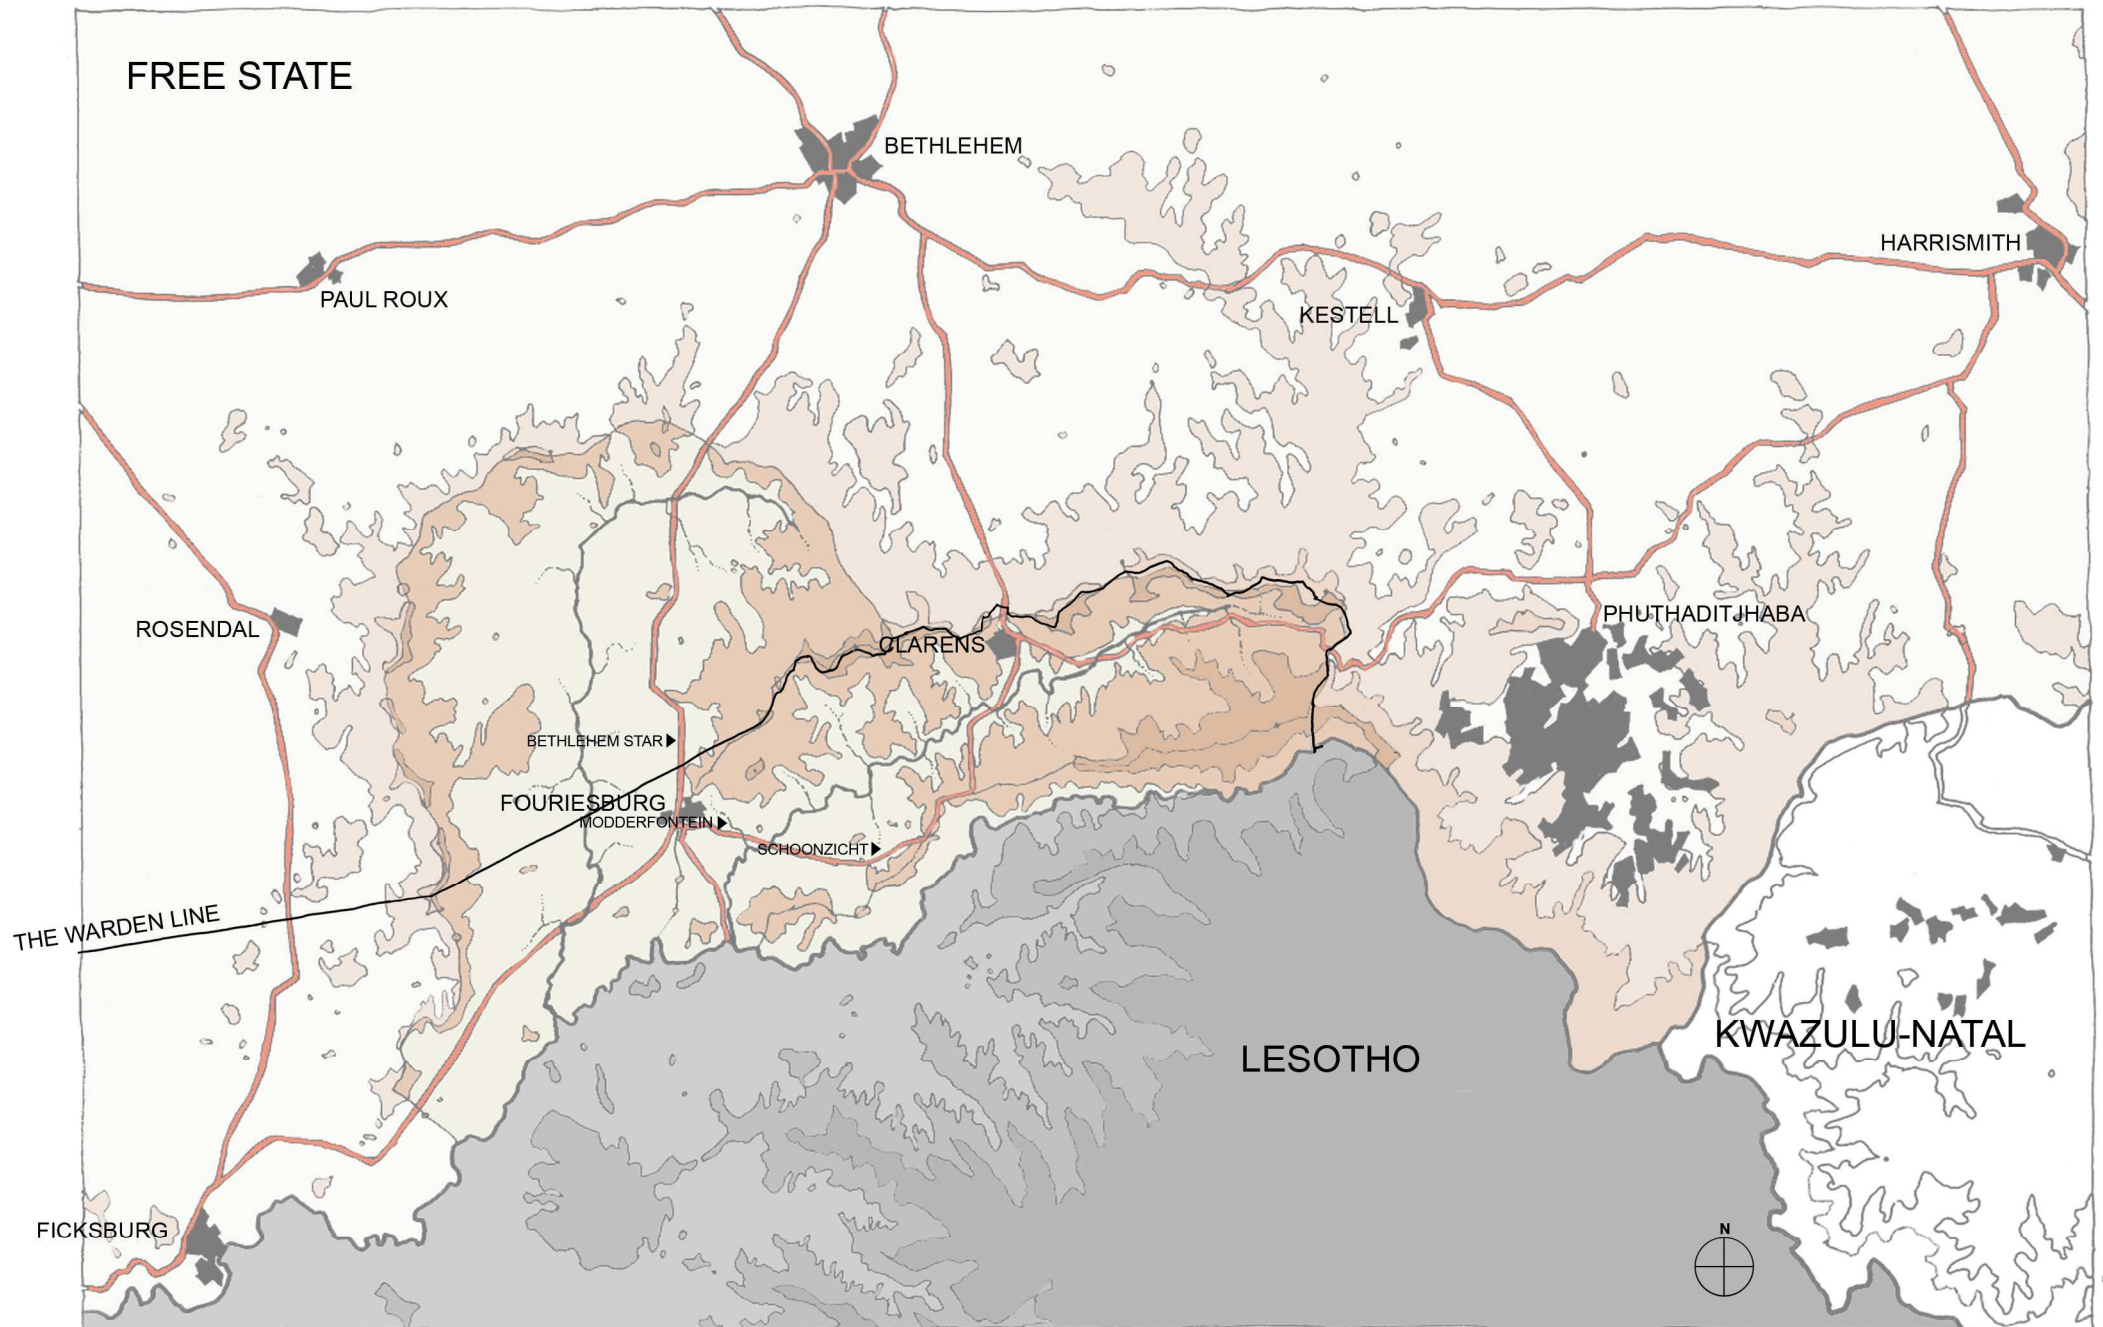 FREE STATE
BETHLEHEM
HARRISMITH
PAUL ROUX
KESTELL
PHUTHADITJHABA
ROSENDAL
CLARENS
BETHLEHEM STAR
FOURIESBURG
MODDERFONTEIN
SCHOONZICHT
THE WARDEN LINE
KWAZULU-NATAL
LESOTHO
FICKSBURG
N